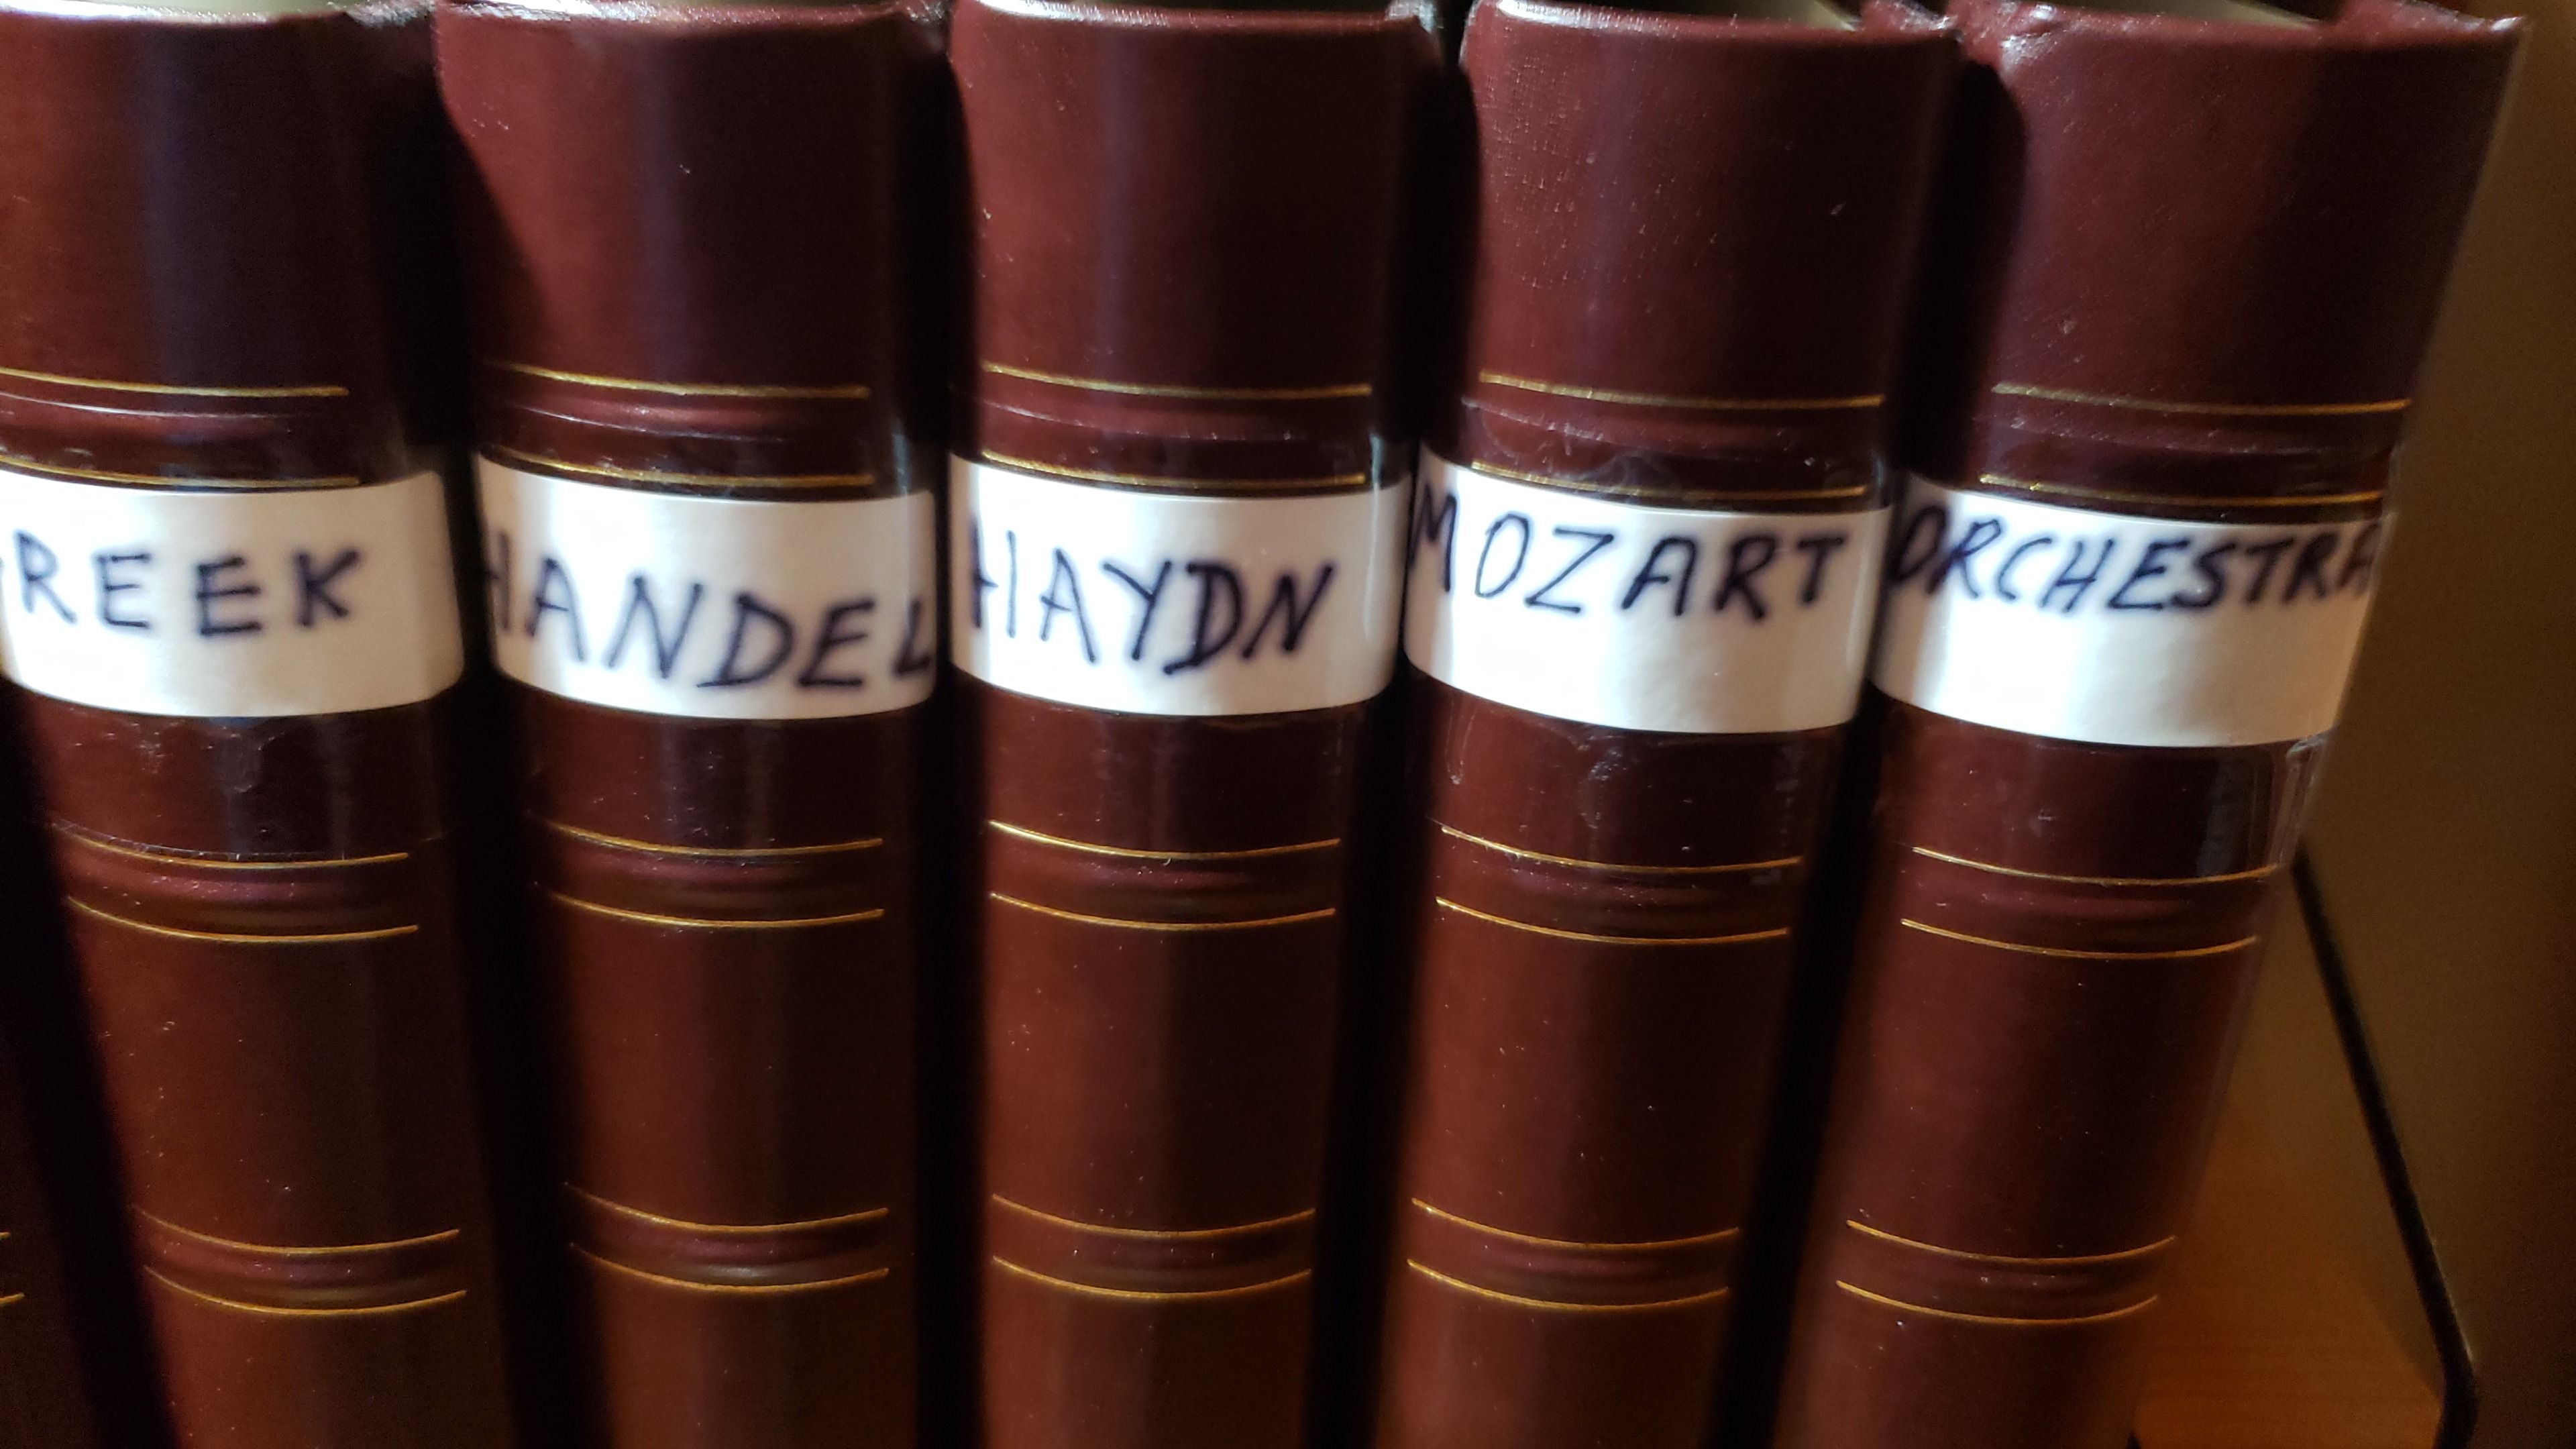 REEK
HANDEL
HAYDN
MOZART
ORCHESTRA